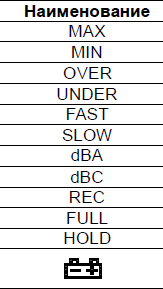 Наименование
MAX
MIN
OVER
UNDER
FAST
SLOW
dBA
dBC
REC
FULL
HOLD